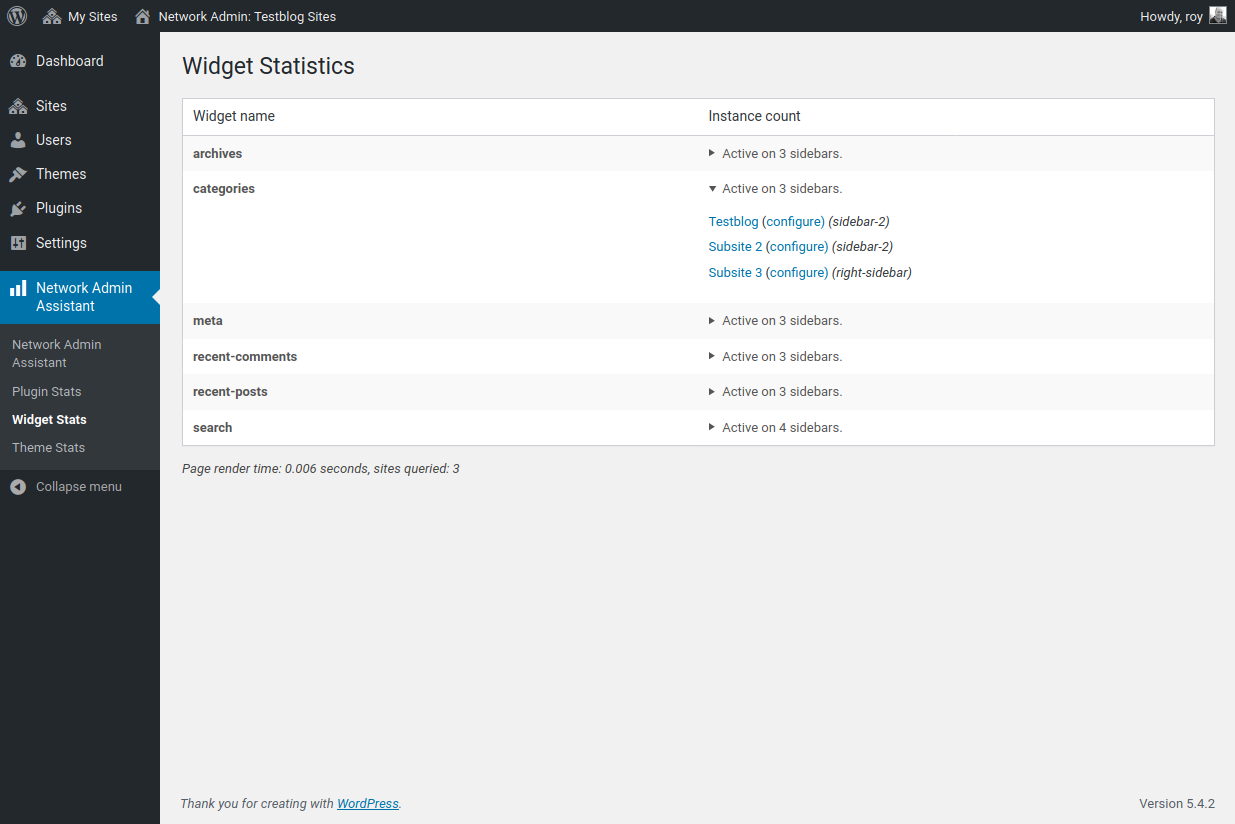 My Sites Network Admin: Testblog Sites Howdy, roy
Dashboard
Sites
Users
Themes
Plugins
Settings
Network Admin
Assistant
Network Admin
Assistant
Plugin Stats
Widget Stats
Theme Stats
Collapse menu
Widget Statistics
Widget name Instance count
archives Active on 3 sidebars.
categories Active on 3 sidebars.
Testblog (configure) (sidebar-2)
Subsite 2 (configure) (sidebar-2)
Subsite 3 (configure) (right-sidebar)
meta Active on 3 sidebars.
recent-comments Active on 3 sidebars.
recent-posts Active on 3 sidebars.
search Active on 4 sidebars.
Page render time: 0.006 seconds, sites queried: 3
Thank you for creating with WordPress. Version 5.4.2